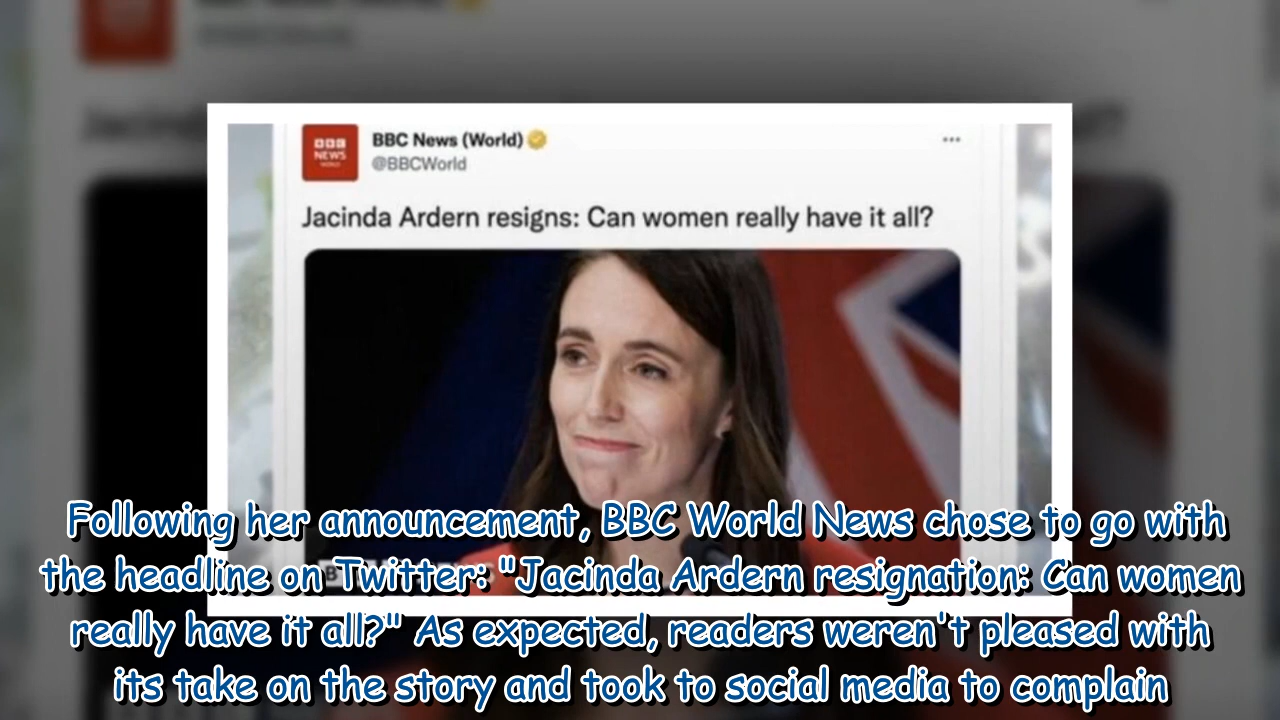 BBC NEWS
BBC News (World)
@BBCWorld
Jacinda Ardern resigns: Can women really have it all?
Following her announcement, BBC World News chose to go with
the headline on Twitter: "Jacinda Ardern resignation: Can women
really have it all?" As expected, readers weren't pleased with
its take on the story and took to social media to complain